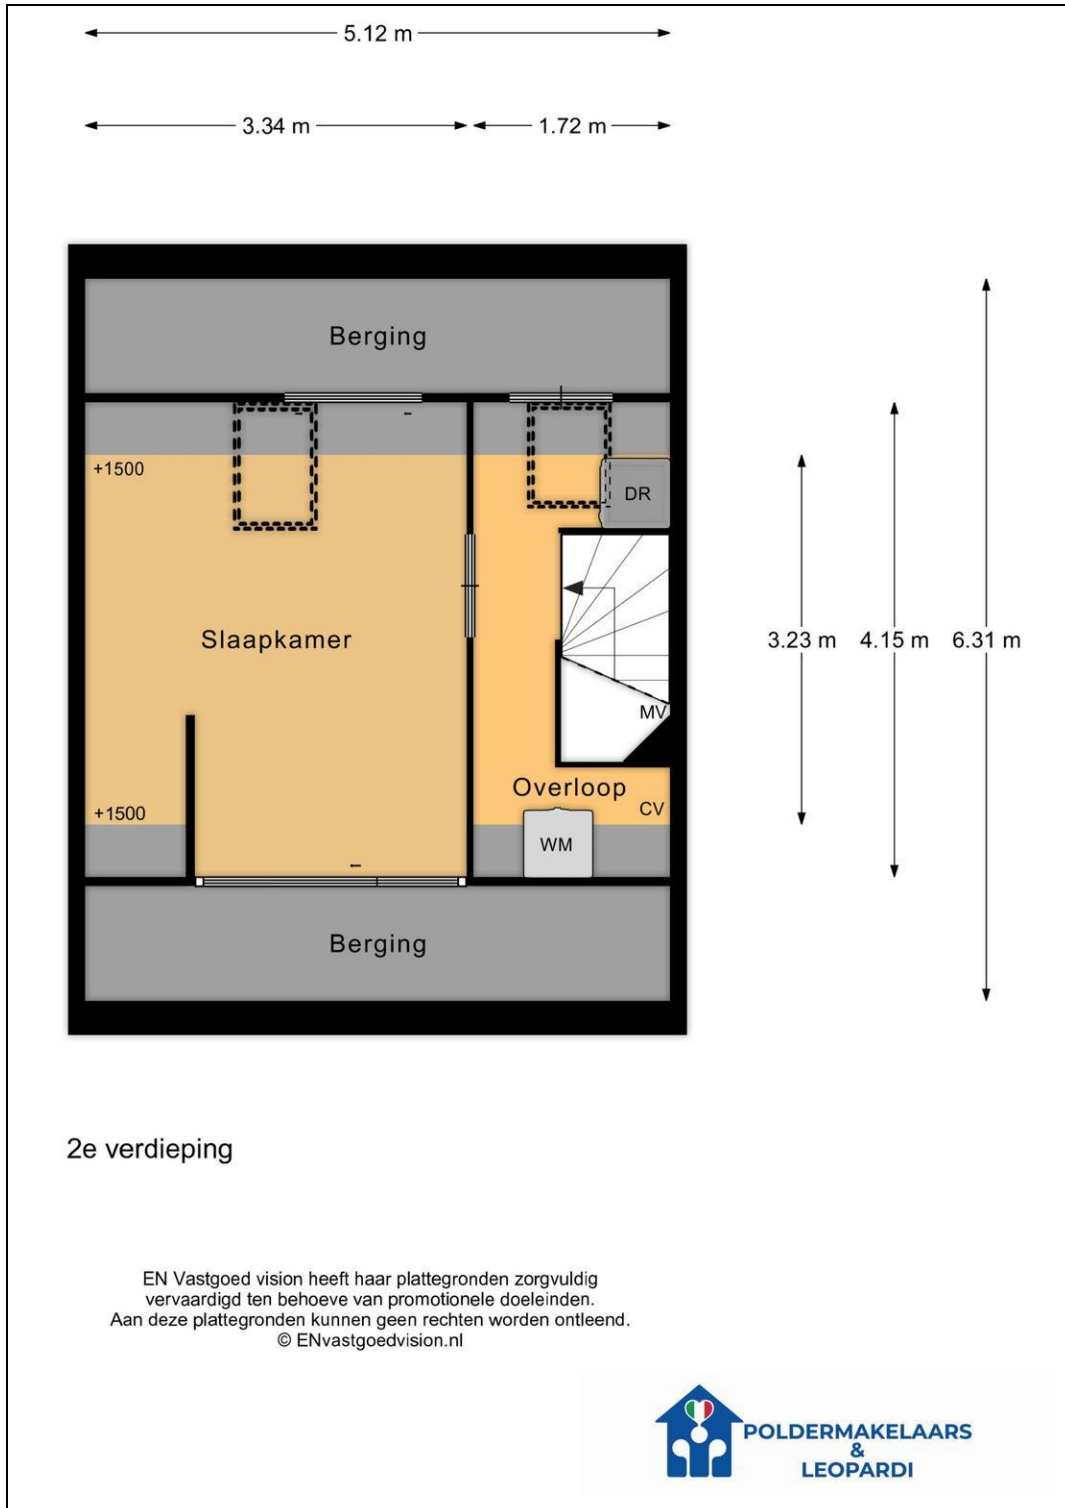 5.12 m
3.34 m
1.72 m
Berging
+1500
DR
Slaapkamer
3.23 m
4.15 m
6.31 m
MV
Overloop
+1500
CV
WM
Berging
2e verdieping
EN Vastgoed vision heeft haar plattegronden zorgvuldig
vervaardigd ten behoeve van promotionele doeleinden.
Aan deze plattegronden kunnen geen rechten worden ontleend.
© ENvastgoedvision.nl
POLDERMAKELAARS
&
LEOPARDI